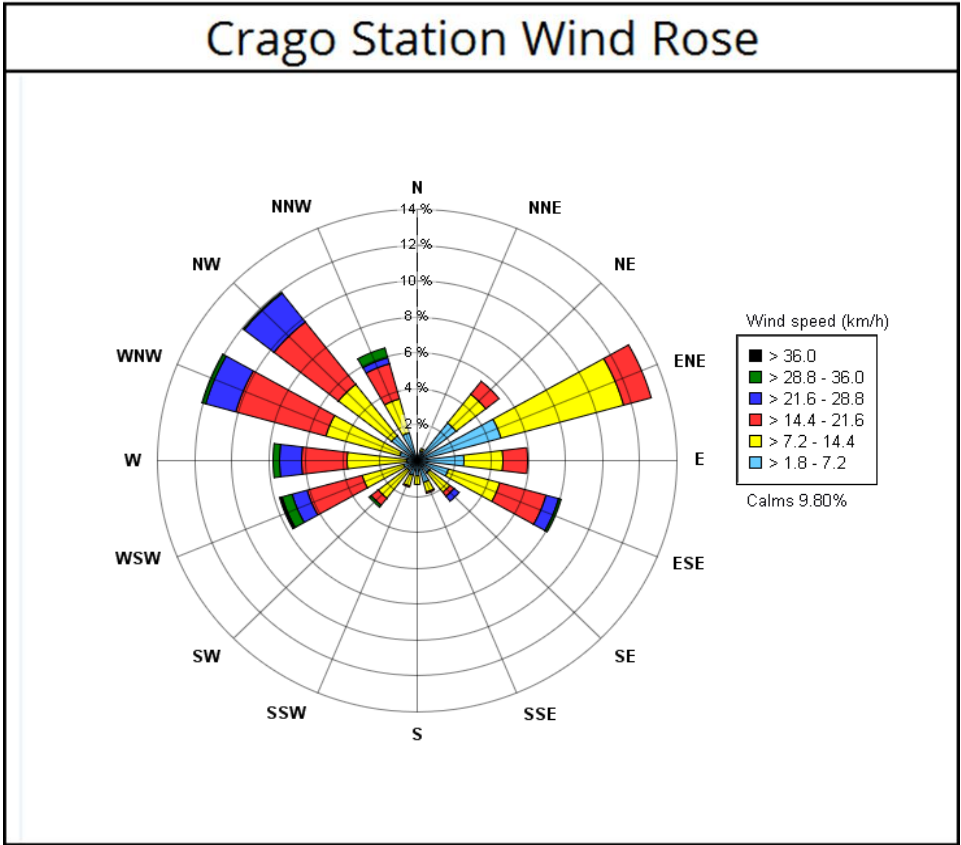 Crago Station Wind Rose
N
NNW
NNE
14 %
12 %
NW
NE
10 %
8 %
WNW
ENE
6 %
4 %
2 %
W
E
WSW
ESE
SW
SE
SSW
SSE
S
Wind speed (km/h)
> 36.0
> 28.8 - 36.0
> 21.6 - 28.8
> 14.4 - 21.6
> 7.2 - 14.4
> 1.8 - 7.2
Calms 9.80%